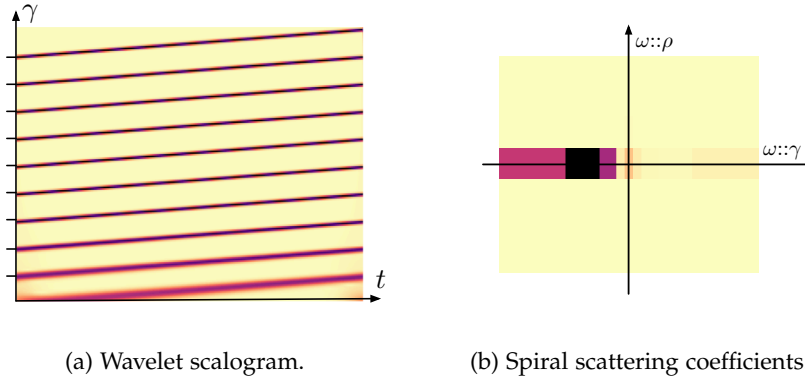 γ
t
(a) Wavelet scalogram.
ω::ρ
ω::γ
(b) Spiral scattering coefficients